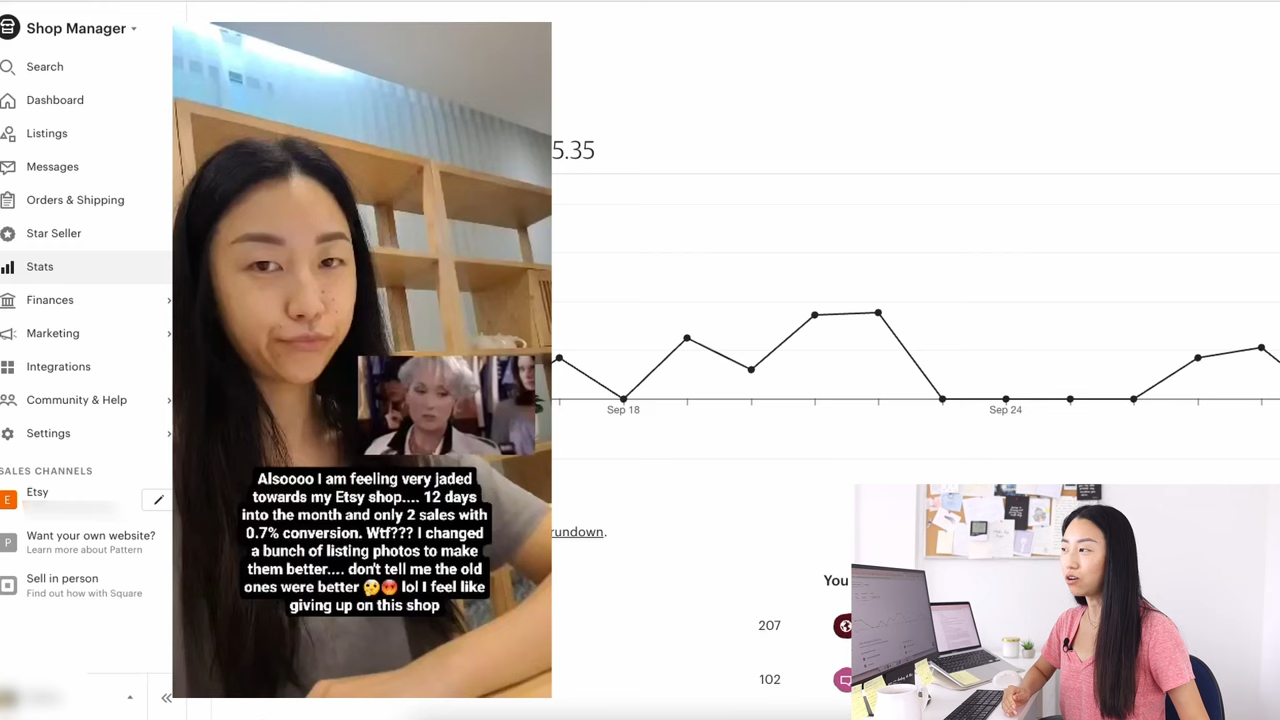 Shop Manager
Search
Dashboard
Listings
Messages
Orders & Shipping
Star Seller
Stats
Finances
Marketing
Integrations
Community & Help
Settings
SALES CHANNELS
E
Etsy
P
Want your own website?
Learn more about Pattern
Sell in person
Find out how with Square
Alsoooo I am feeling very jaded
towards my Etsy shop.... 12 days
into the month and only 2 sales with
0.7% conversion. Wtf??? I changed
a bunch of listing photos to make
them better.... don't tell me the old
ones were better 🤔😡 lol I feel like
giving up on this shop
5.35
Sep 18
Sep 24
rundown.
You
207
102